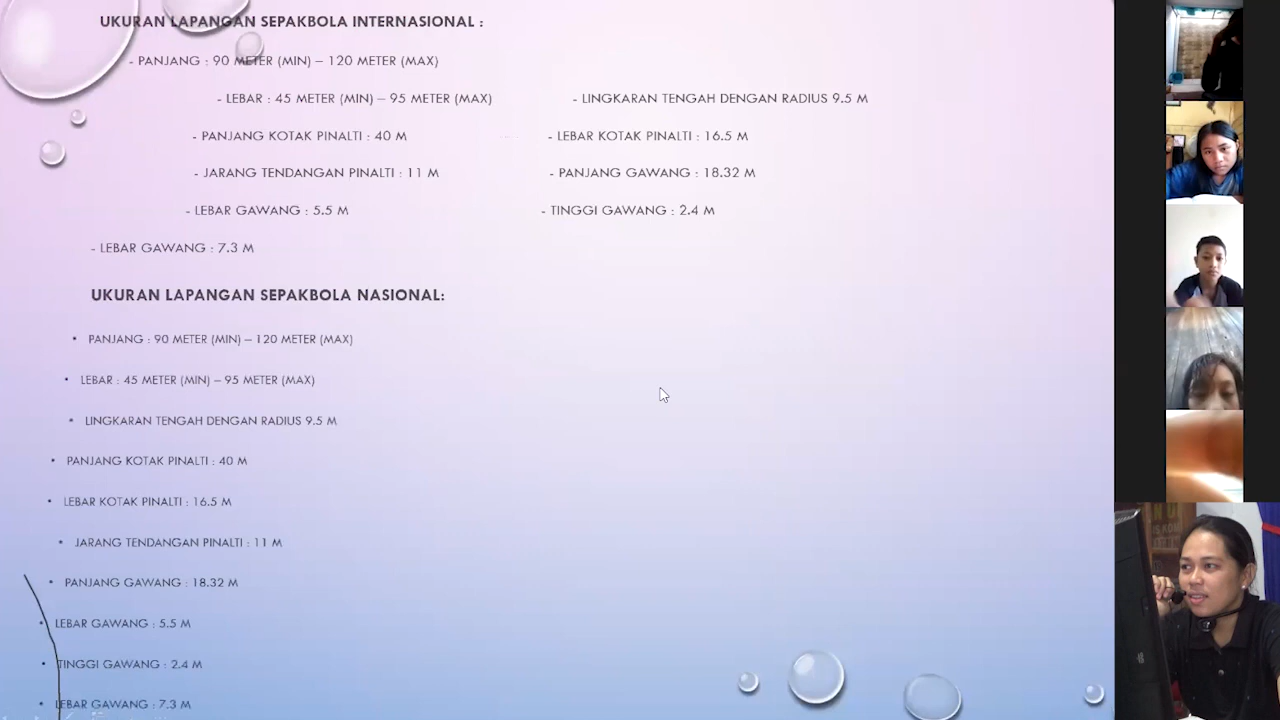 UKURAN LAPANGAN SEPAKBOLA INTERNASIONAL :
- PANJANG : 90 METER (MIN) – 120 METER (MAX)
- LEBAR : 45 METER (MIN) – 95 METER (MAX) - LINGKARAN TENGAH DENGAN RADIUS 9.5 M
- PANJANG KOTAK PINALTI : 40 M - LEBAR KOTAK PINALTI : 16.5 M
- JARANG TENDANGAN PINALTI : 11 M - PANJANG GAWANG : 18.32 M
- LEBAR GAWANG : 5.5 M - TINGGI GAWANG : 2.4 M
- LEBAR GAWANG : 7.3 M
UKURAN LAPANGAN SEPAKBOLA NASIONAL:
• PANJANG : 90 METER (MIN) – 120 METER (MAX)
• LEBAR : 45 METER (MIN) – 95 METER (MAX)
• LINGKARAN TENGAH DENGAN RADIUS 9.5 M
• PANJANG KOTAK PINALTI : 40 M
• LEBAR KOTAK PINALTI : 16.5 M
• JARANG TENDANGAN PINALTI : 11 M
• PANJANG GAWANG : 18.32 M
• LEBAR GAWANG : 5.5 M
• TINGGI GAWANG : 2.4 M
• LEBAR GAWANG : 7.3 M